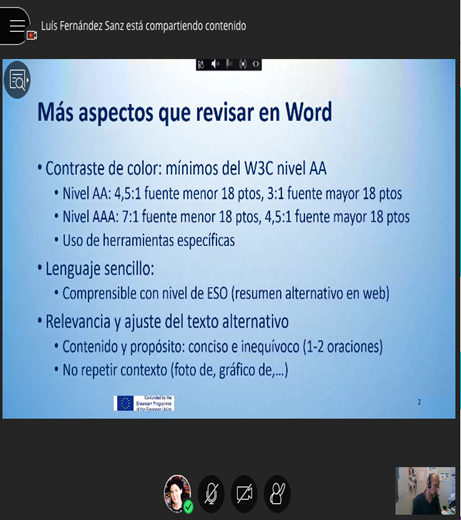 Luís Fernández Sanz está compartiendo contenido
Más aspectos que revisar en Word
• Contraste de color: mínimos del W3C nivel AA
• Nivel AA: 4,5:1 fuente menor 18 ptos, 3:1 fuente mayor 18 ptos
• Nivel AAA: 7:1 fuente menor 18 ptos, 4,5:1 fuente mayor 18 ptos
• Uso de herramientas específicas
• Lenguaje sencillo:
• Comprensible con nivel de ESO (resumen alternativo en web)
• Relevancia y ajuste del texto alternativo
• Contenido y propósito: conciso e inequívoco (1-2 oraciones)
• No repetir contexto (foto de, gráfico de,...)
Co-funded by the
Erasmus+ Programme
of the European Union
2